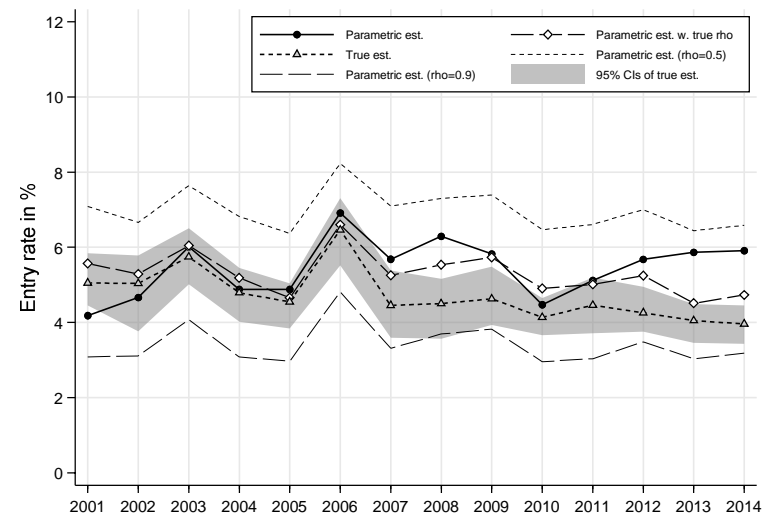 12
10
8
6
4
2
0
Entry rate in %
Parametric est.
Parametric est. w. true rho
True est.
Parametric est. (rho=0.5)
Parametric est. (rho=0.9)
95% CIs of true est.
2001 2002 2003 2004 2005 2006 2007 2008 2009 2010 2011 2012 2013 2014